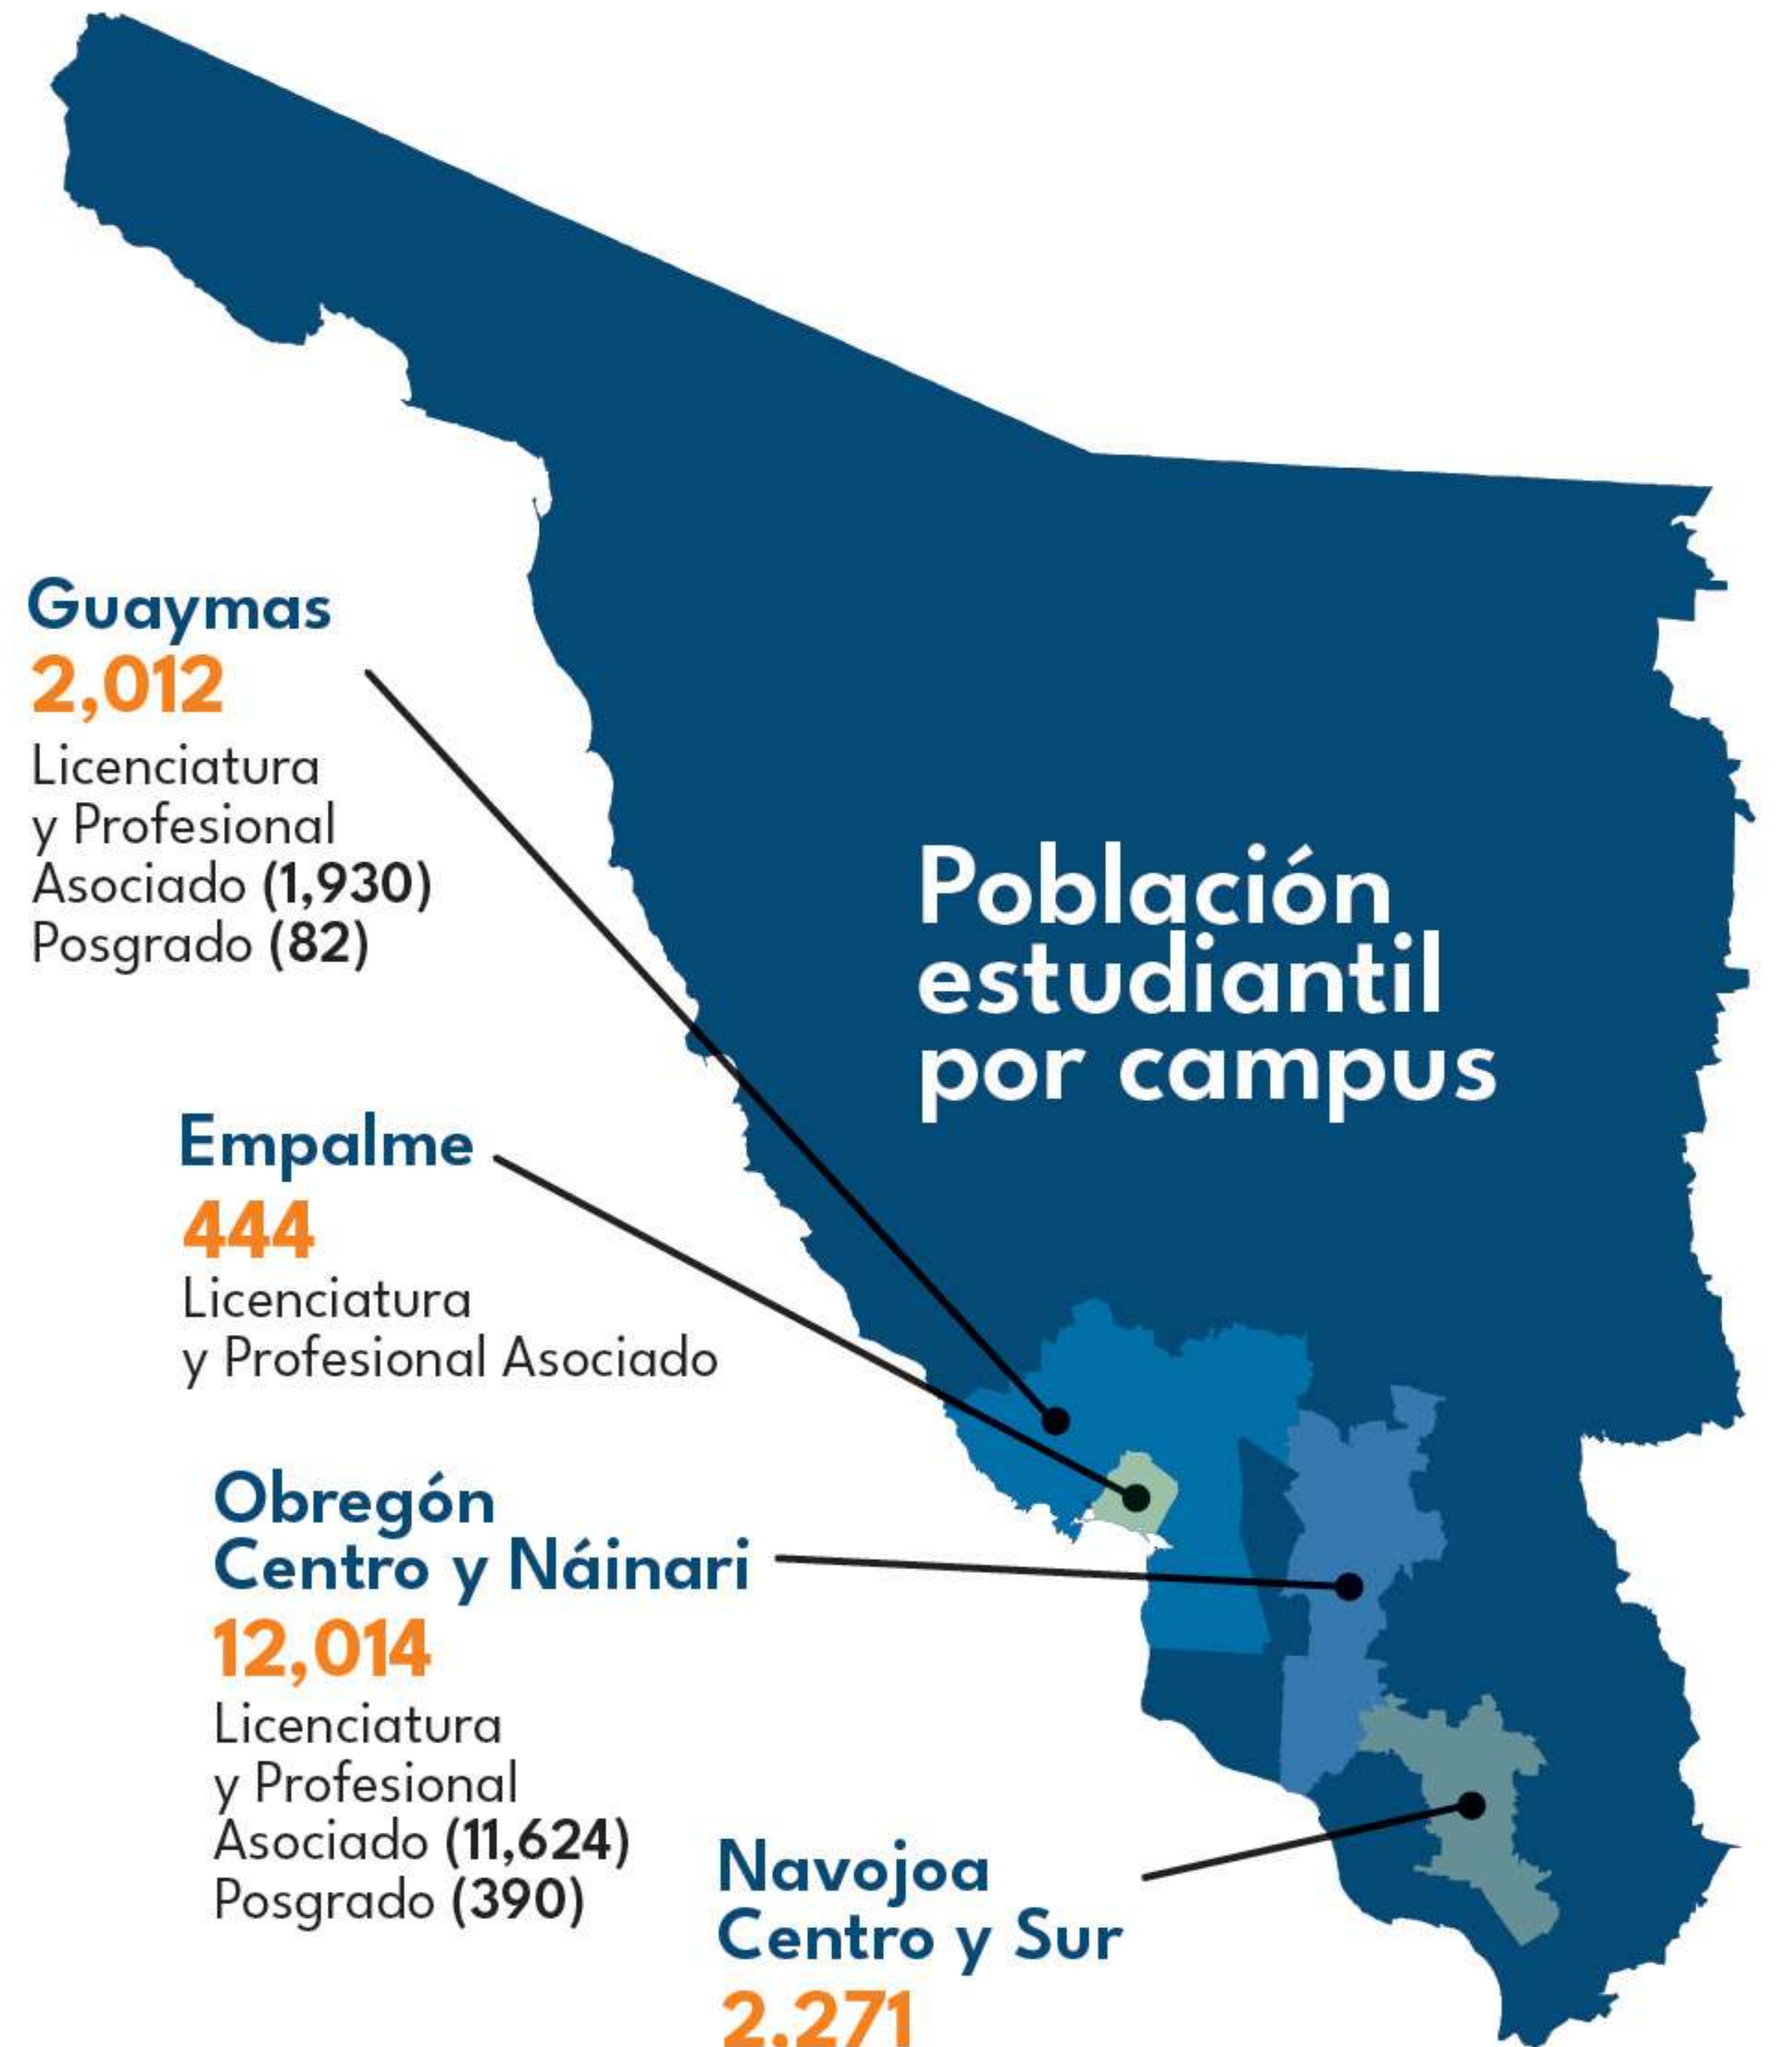 Guaymas
2,012
Licenciatura
y Profesional
Asociado (1,930)
Posgrado (82)
Población
estudiantil
por campus
Empalme
444
Licenciatura
y Profesional Asociado
Obregón
Centro y Náinari
12,014
Licenciatura
y Profesional
Asociado (11,624)
Posgrado (390)
Navojoa
Centro y Sur
2,271